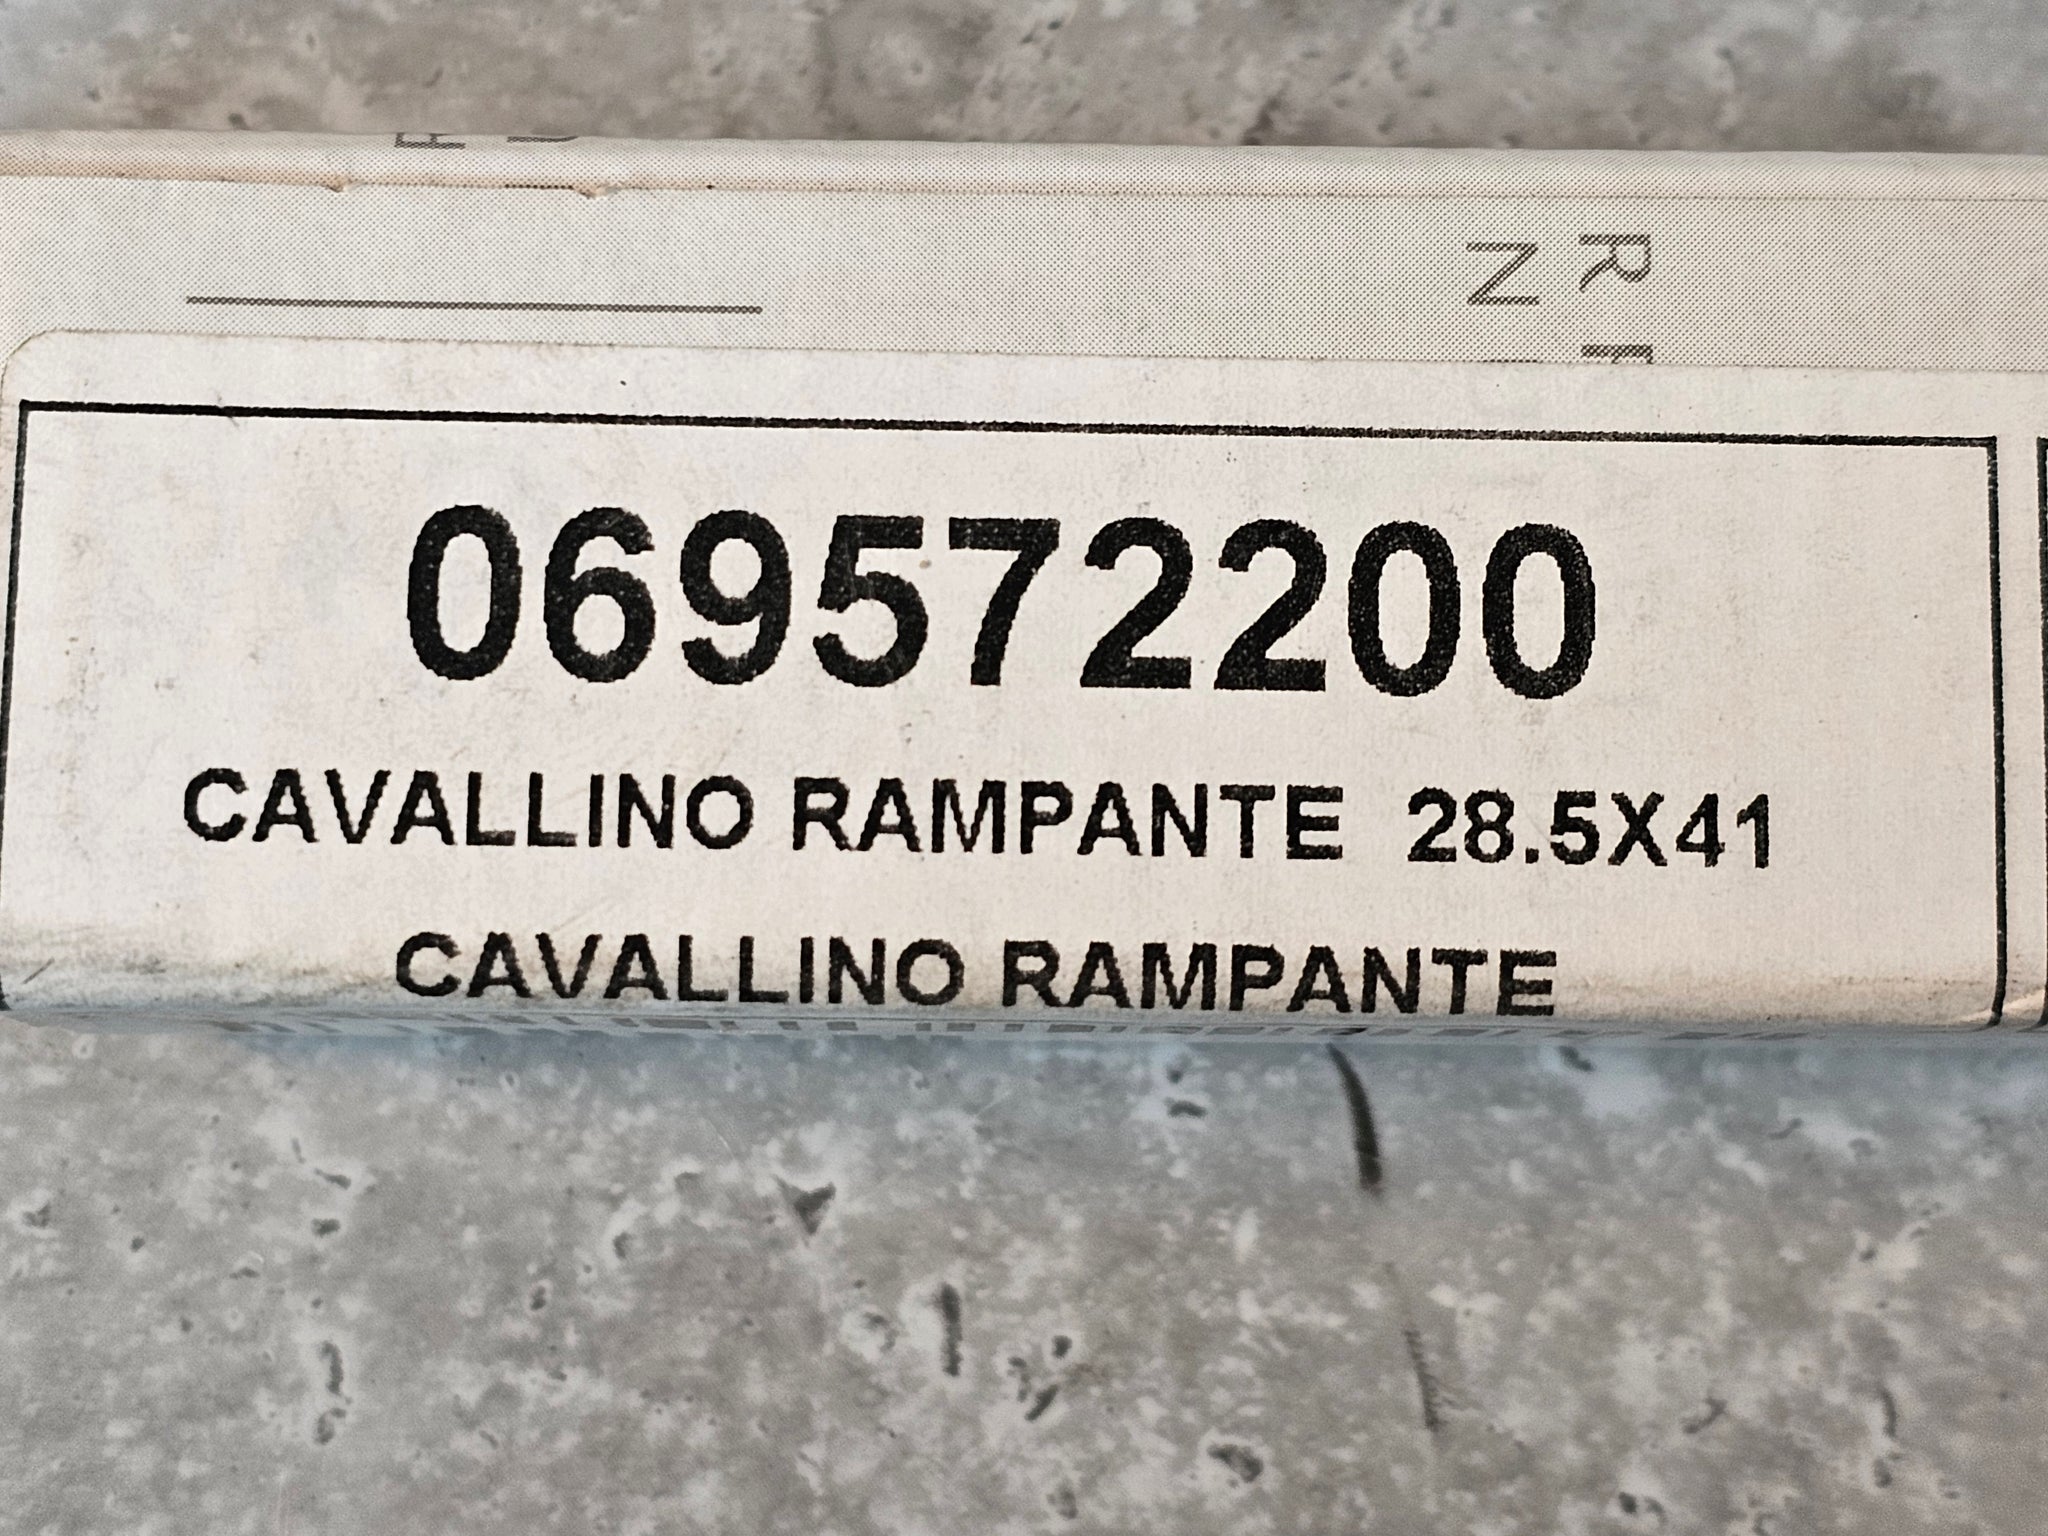 069572200
CAVALLINO RAMPANTE 28.5X41
CAVALLINO RAMPANTE